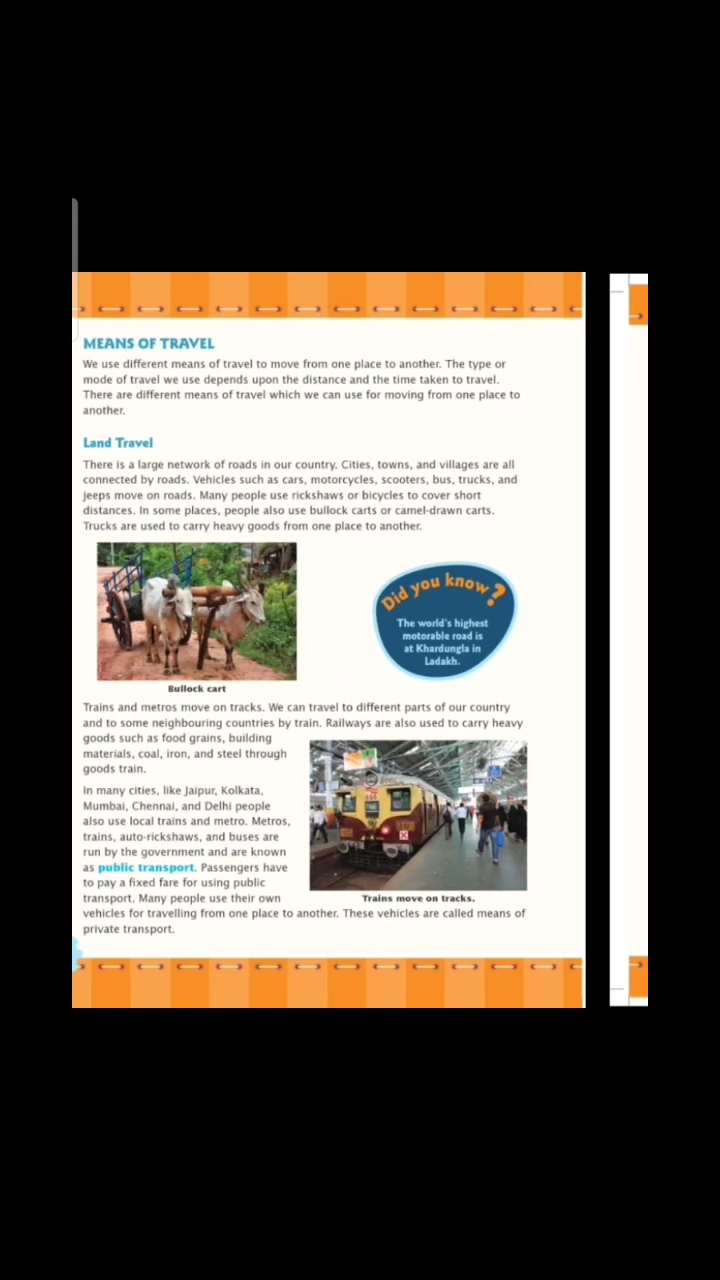 MEANS OF TRAVEL
We use different means of travel to move from one place to another. The type or
mode of travel we use depends upon the distance and the time taken to travel.
There are different means of travel which we can use for moving from one place to
another.
Land Travel
There is a large network of roads in our country. Cities, towns, and villages are all
connected by roads. Vehicles such as cars, motorcycles, scooters, bus, trucks, and
jeeps move on roads. Many people use rickshaws or bicycles to cover short
distances. In some places, people also use bullock carts or camel-drawn carts.
Trucks are used to carry heavy goods from one place to another.
Did you know?
The world's highest
motorable road is
at Khardungla in
Ladakh.
Bullock cart
Trains and metros move on tracks. We can travel to different parts of our country
and to some neighbouring countries by train. Railways are also used to carry heavy
goods such as food grains, building
materials, coal, iron, and steel through
goods train.
In many cities, like Jaipur, Kolkata,
Mumbai, Chennai, and Delhi people
also use local trains and metro. Metros,
trains, auto-rickshaws, and buses are
run by the government and are known
as public transport. Passengers have
to pay a fixed fare for using public
transport. Many people use their own
vehicles for travelling from one place to another. These vehicles are called means of
private transport.
Trains move on tracks.